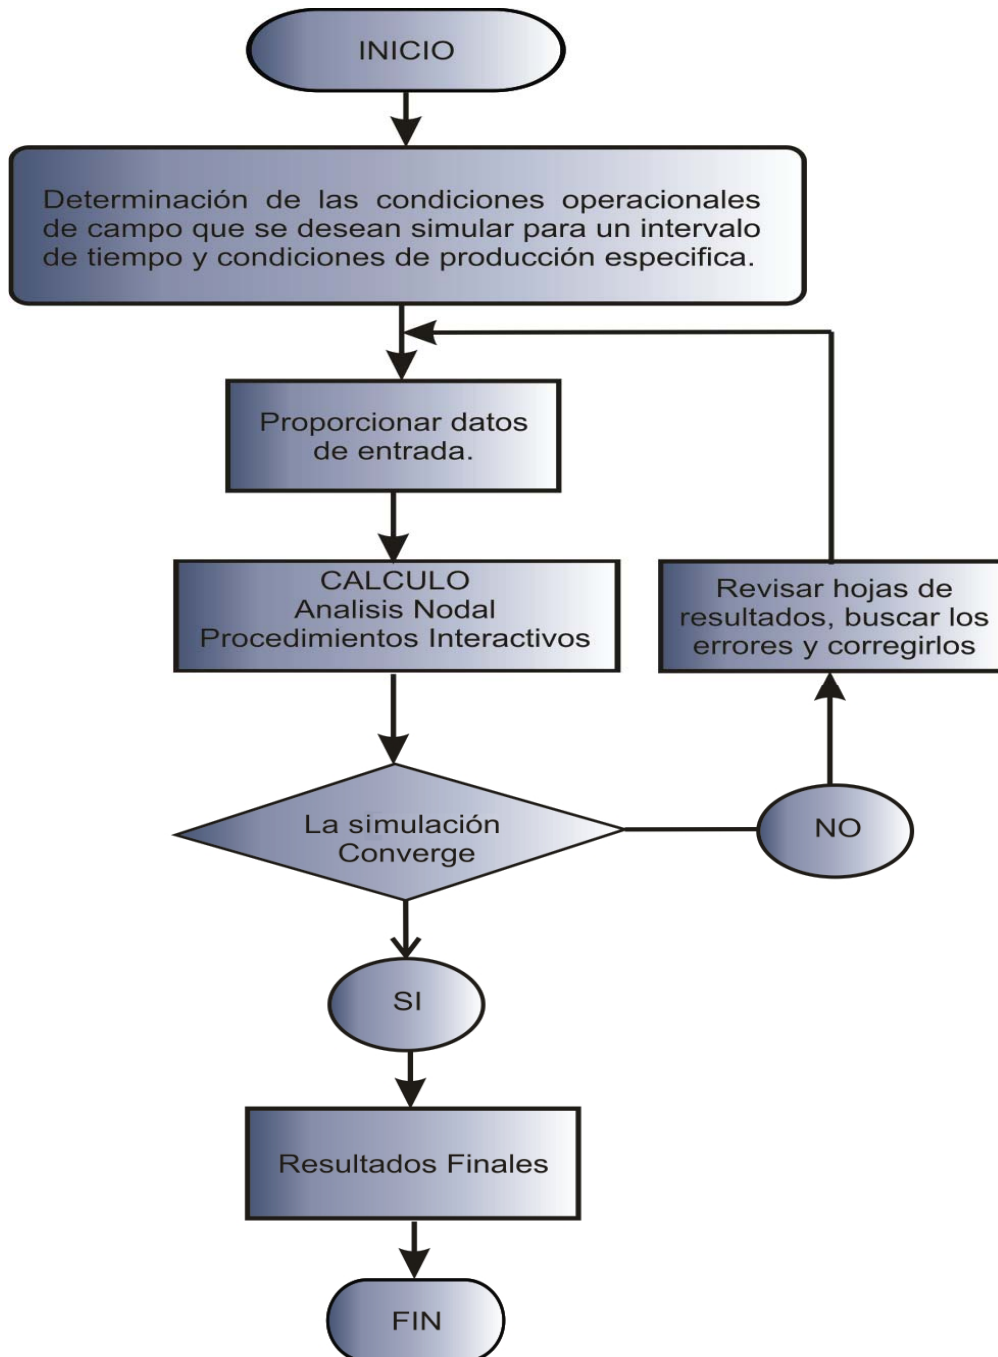 INICIO
Determinación de las condiciones operacionales
de campo que se desean simular para un intervalo
de tiempo y condiciones de producción especifica.
Proporcionar datos
de entrada.
CALCULO
Analisis Nodal
Procedimientos Interactivos
Revisar hojas de
resultados, buscar los
errores y corregirlos
La simulación
Converge
NO
SI
Resultados Finales
FIN